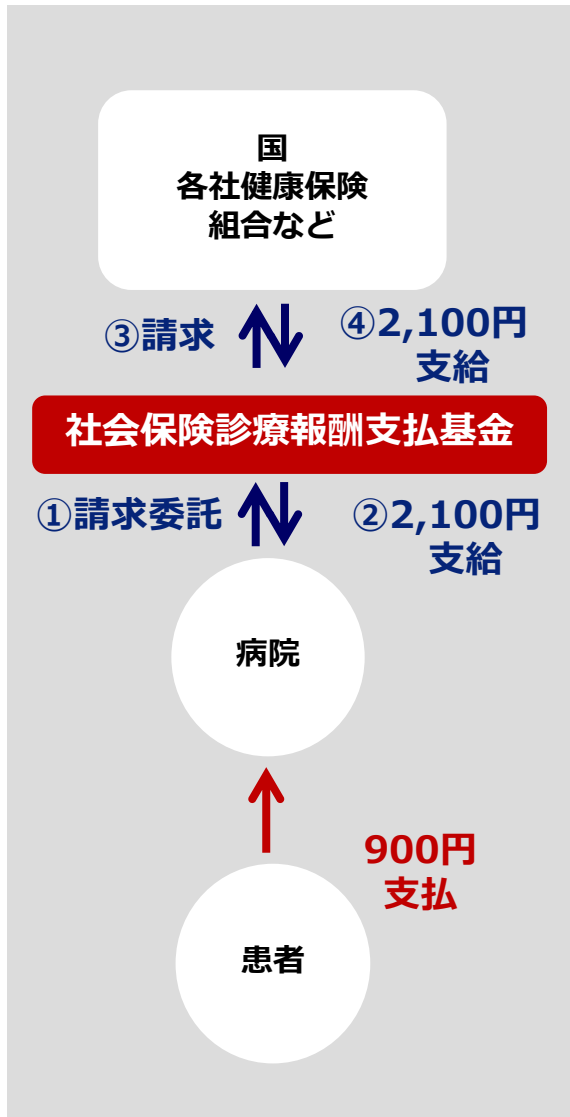 国
各社健康保険
組合など
③請求
④2,100円
支給
社会保険診療報酬支払基金
①請求委託
②2,100円
支給
病院
900円
支払
患者